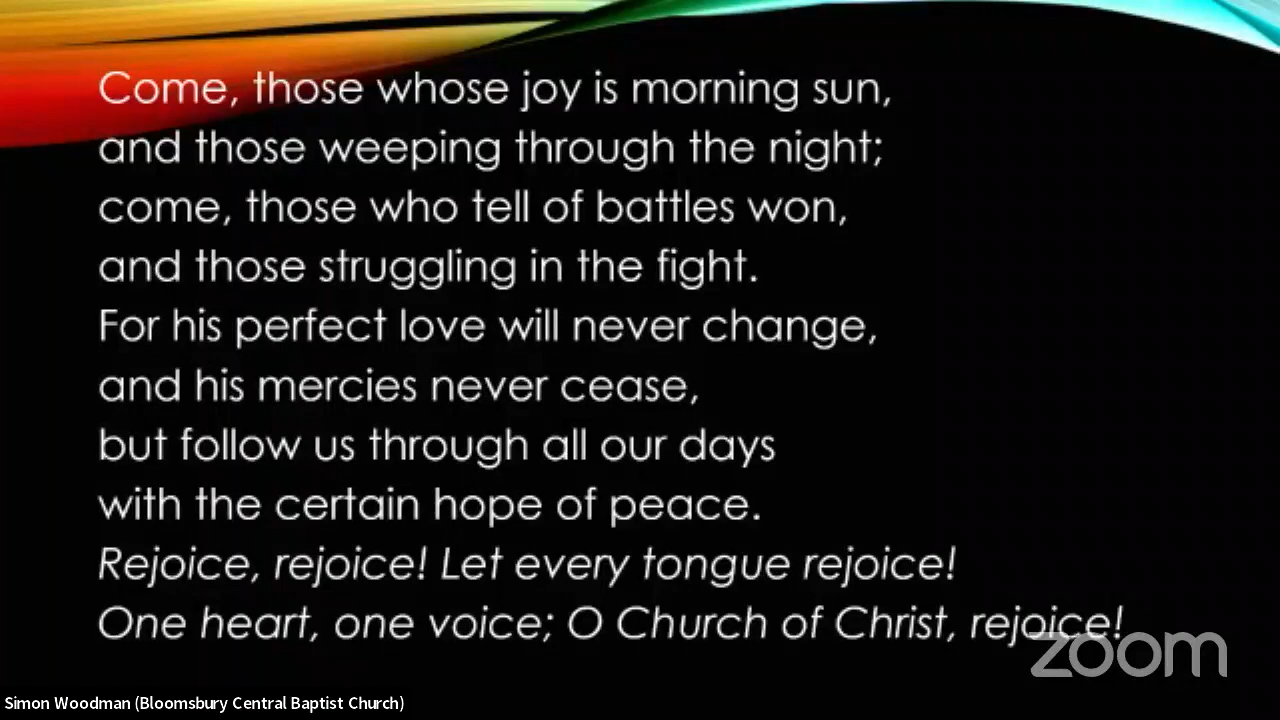 Come, those whose joy is morning sun,
and those weeping through the night;
come, those who tell of battles won,
and those struggling in the fight.
For his perfect love will never change,
and his mercies never cease,
but follow us through all our days
with the certain hope of peace.
Rejoice, rejoice! Let every tongue rejoice!
One heart, one voice; O Church of Christ, rejoice!
zoom
Simon Woodman (Bloomsbury Central Baptist Church)